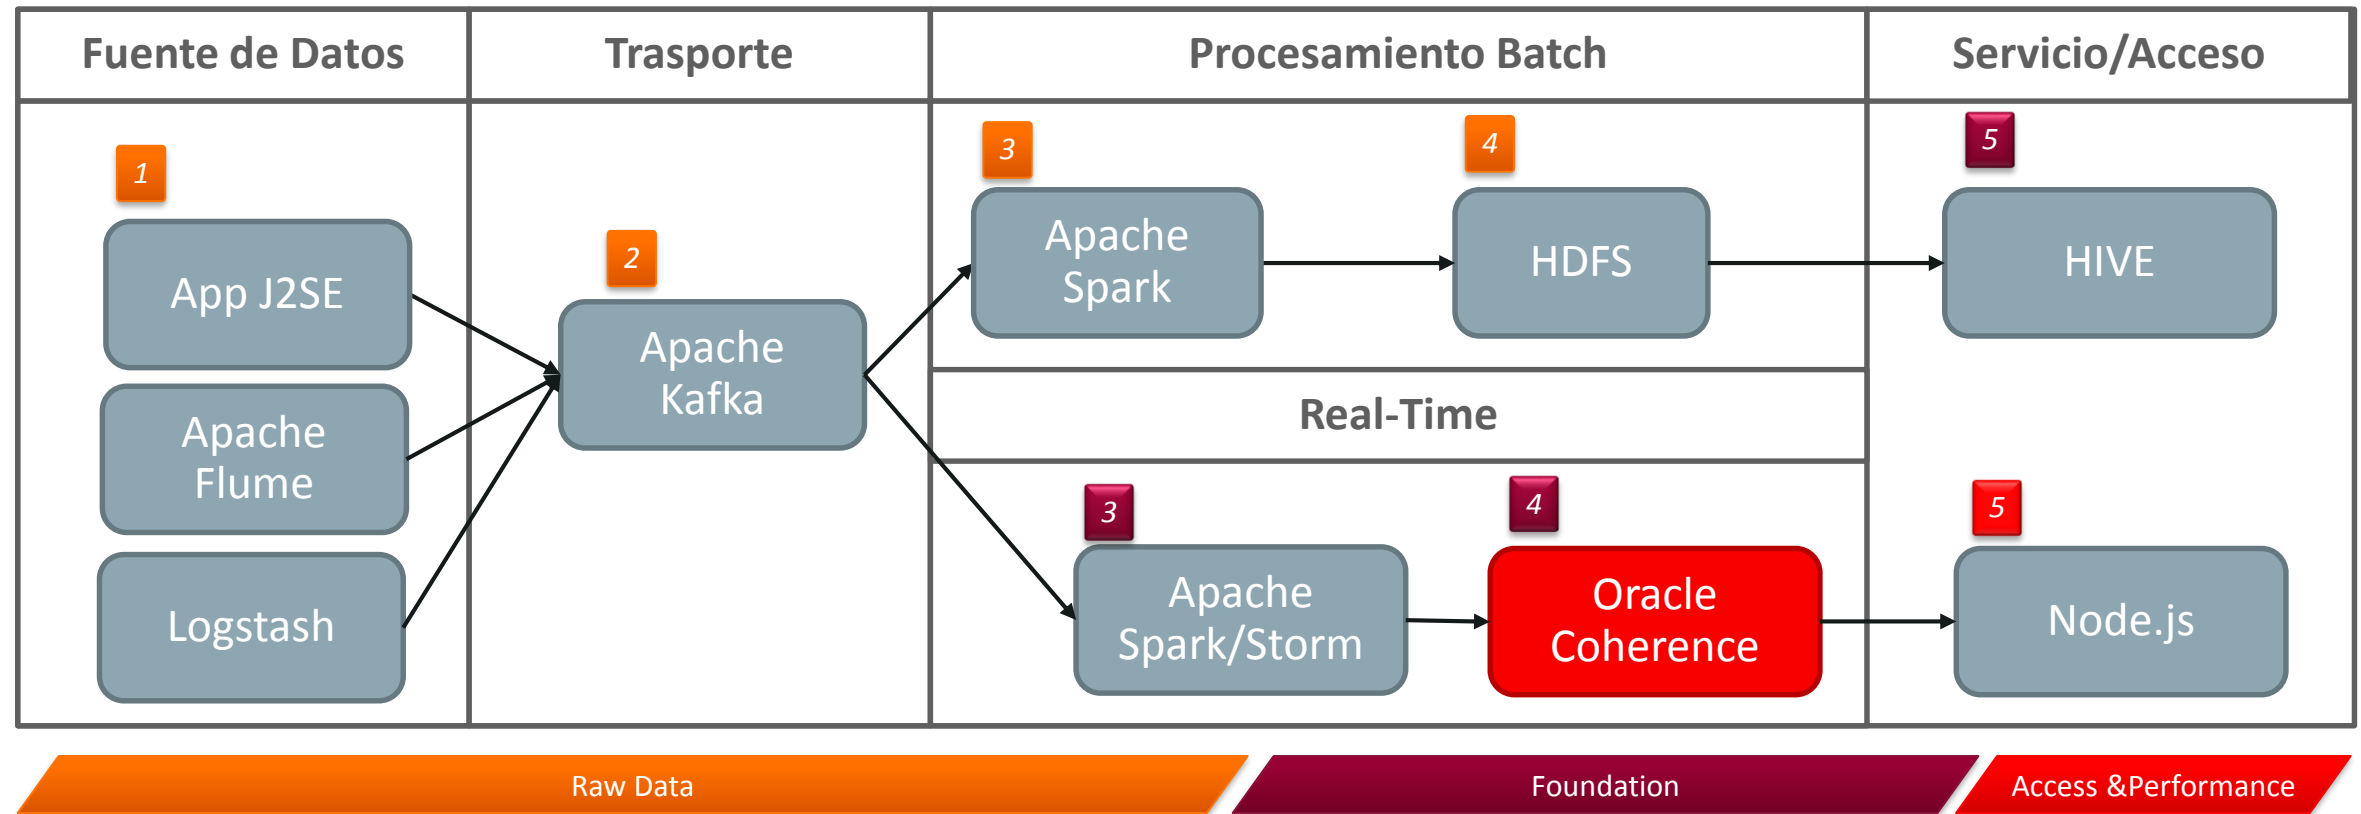 Fuente de Datos
Trasporte
Procesamiento Batch
Servicio/Acceso
1
App J2SE
Apache
Flume
Logstash
2
Apache
Kafka
3
Apache
Spark
4
HDFS
5
HIVE
Real-Time
3
Apache
Spark/Storm
4
Oracle
Coherence
5
Node.js
Raw Data
Foundation
Access &Performance